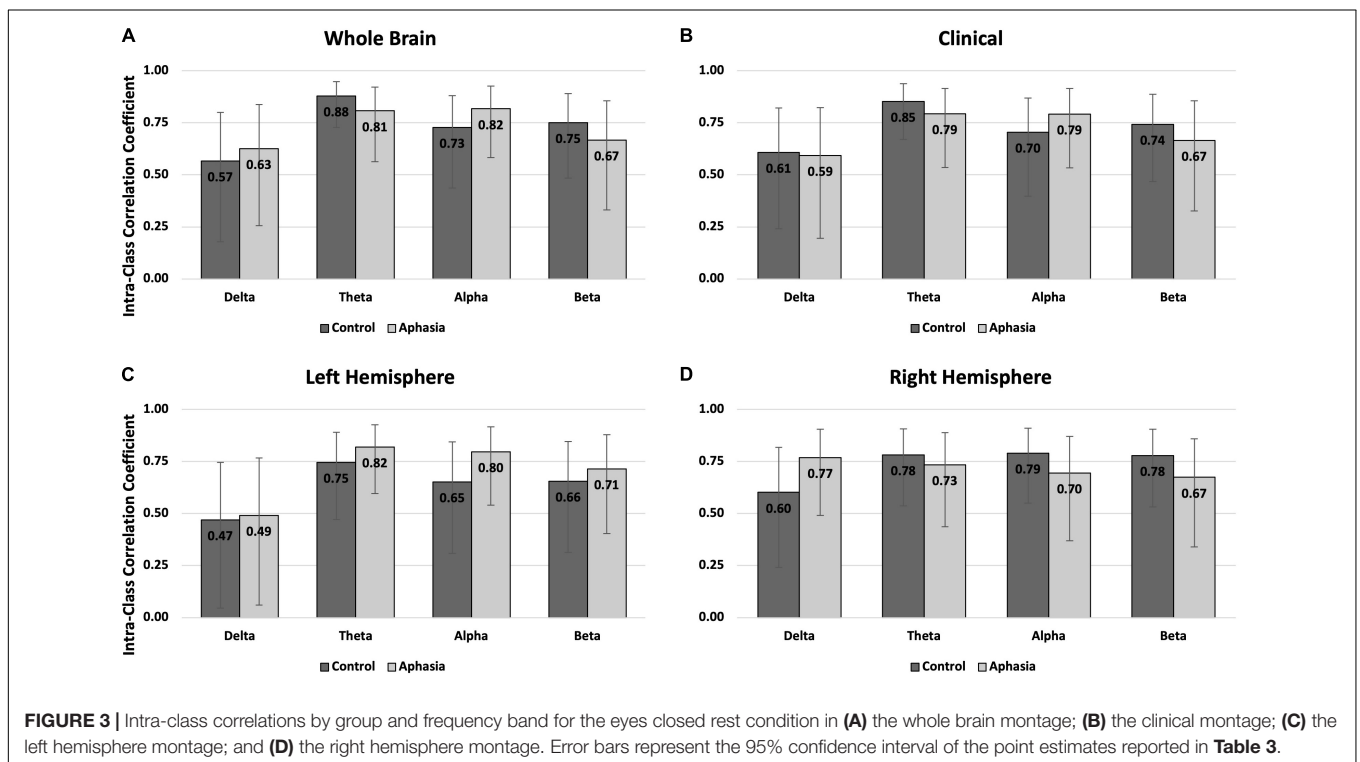 A
Whole Brain
Intra-Class Correlation Coefficient
1.00
0.75
0.50
0.25
0.00
0.57
0.63
0.88
0.81
0.73
0.82
0.75
0.67
Delta
Theta
Alpha
Beta
Control
Aphasia
B
Clinical
1.00
0.75
0.50
0.25
0.00
0.61
0.59
0.85
0.79
0.70
0.79
0.74
0.67
Delta
Theta
Alpha
Beta
Control
Aphasia
C
Left Hemisphere
Intra-Class Correlation Coefficient
1.00
0.75
0.50
0.25
0.00
0.47
0.49
0.75
0.82
0.65
0.80
0.66
0.71
Delta
Theta
Alpha
Beta
Control
Aphasia
D
Right Hemisphere
1.00
0.75
0.50
0.25
0.00
0.60
0.77
0.78
0.73
0.79
0.70
0.78
0.67
Delta
Theta
Alpha
Beta
Control
Aphasia
FIGURE 3 | Intra-class correlations by group and frequency band for the eyes closed rest condition in (A) the whole brain montage; (B) the clinical montage; (C) the
left hemisphere montage; and (D) the right hemisphere montage. Error bars represent the 95% confidence interval of the point estimates reported in Table 3.